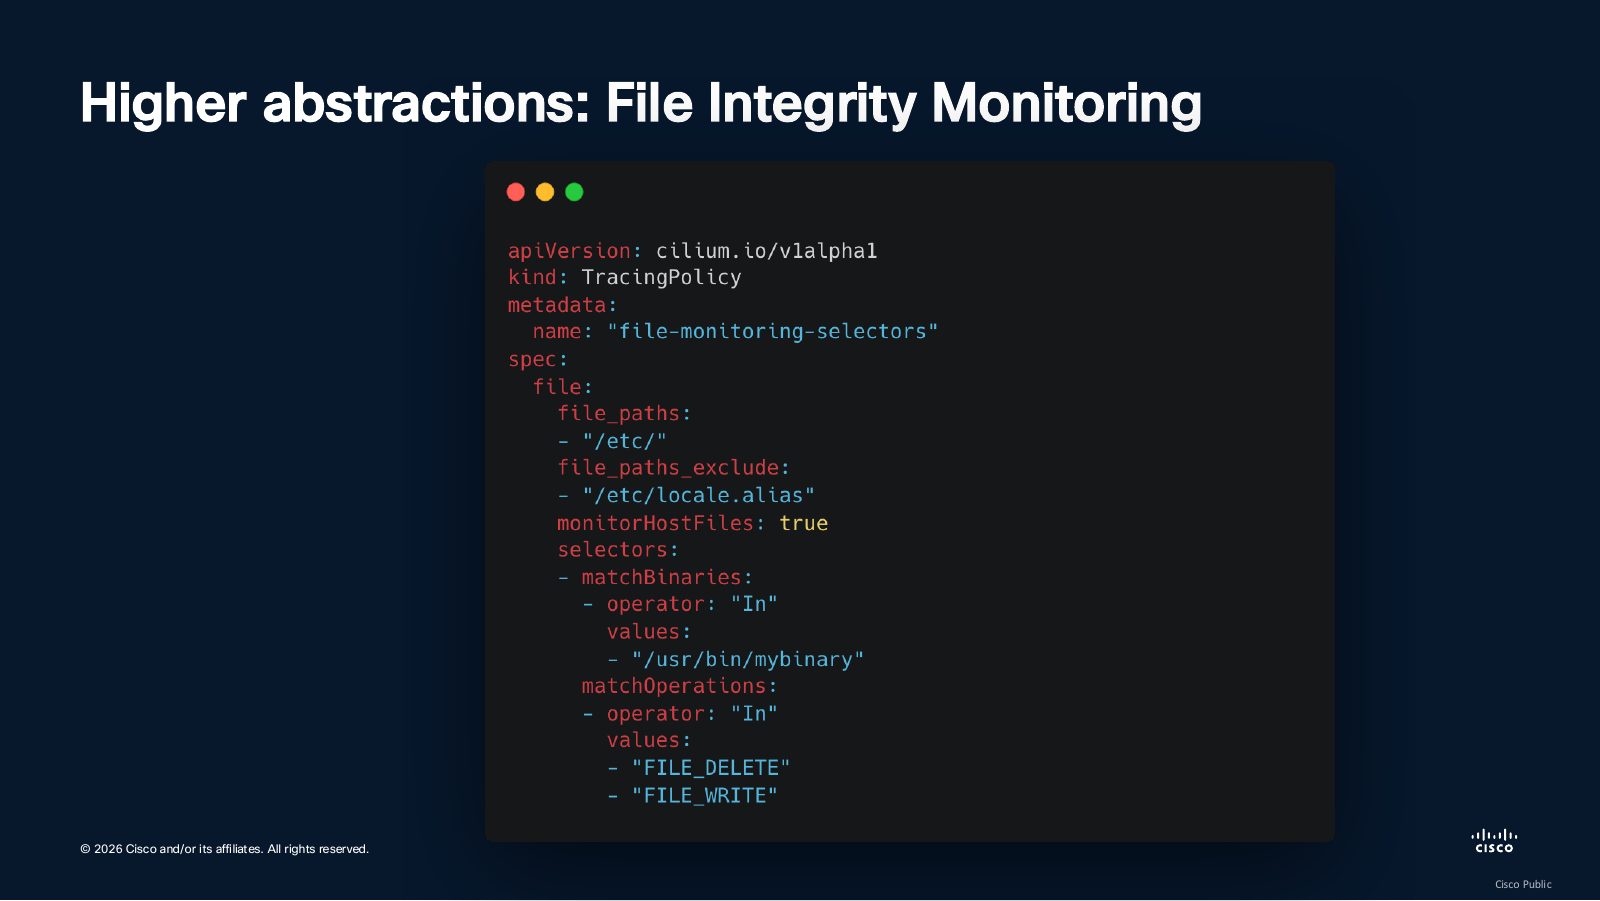 Higher abstractions: File Integrity Monitoring
apiVersion: cilium.io/v1alpha1
kind: TracingPolicy
metadata:
  name: "file-monitoring-selectors"
spec:
  file:
    file_paths:
    - "/etc/"
    file_paths_exclude:
    - "/etc/locale.alias"
    monitorHostFiles: true
    selectors:
    - matchBinaries:
      - operator: "In"
        values:
        - "/usr/bin/mybinary"
      matchOperations:
      - operator: "In"
        values:
        - "FILE_DELETE"
        - "FILE_WRITE"
© 2026 Cisco and/or its affiliates. All rights reserved.
CISCO
Cisco Public